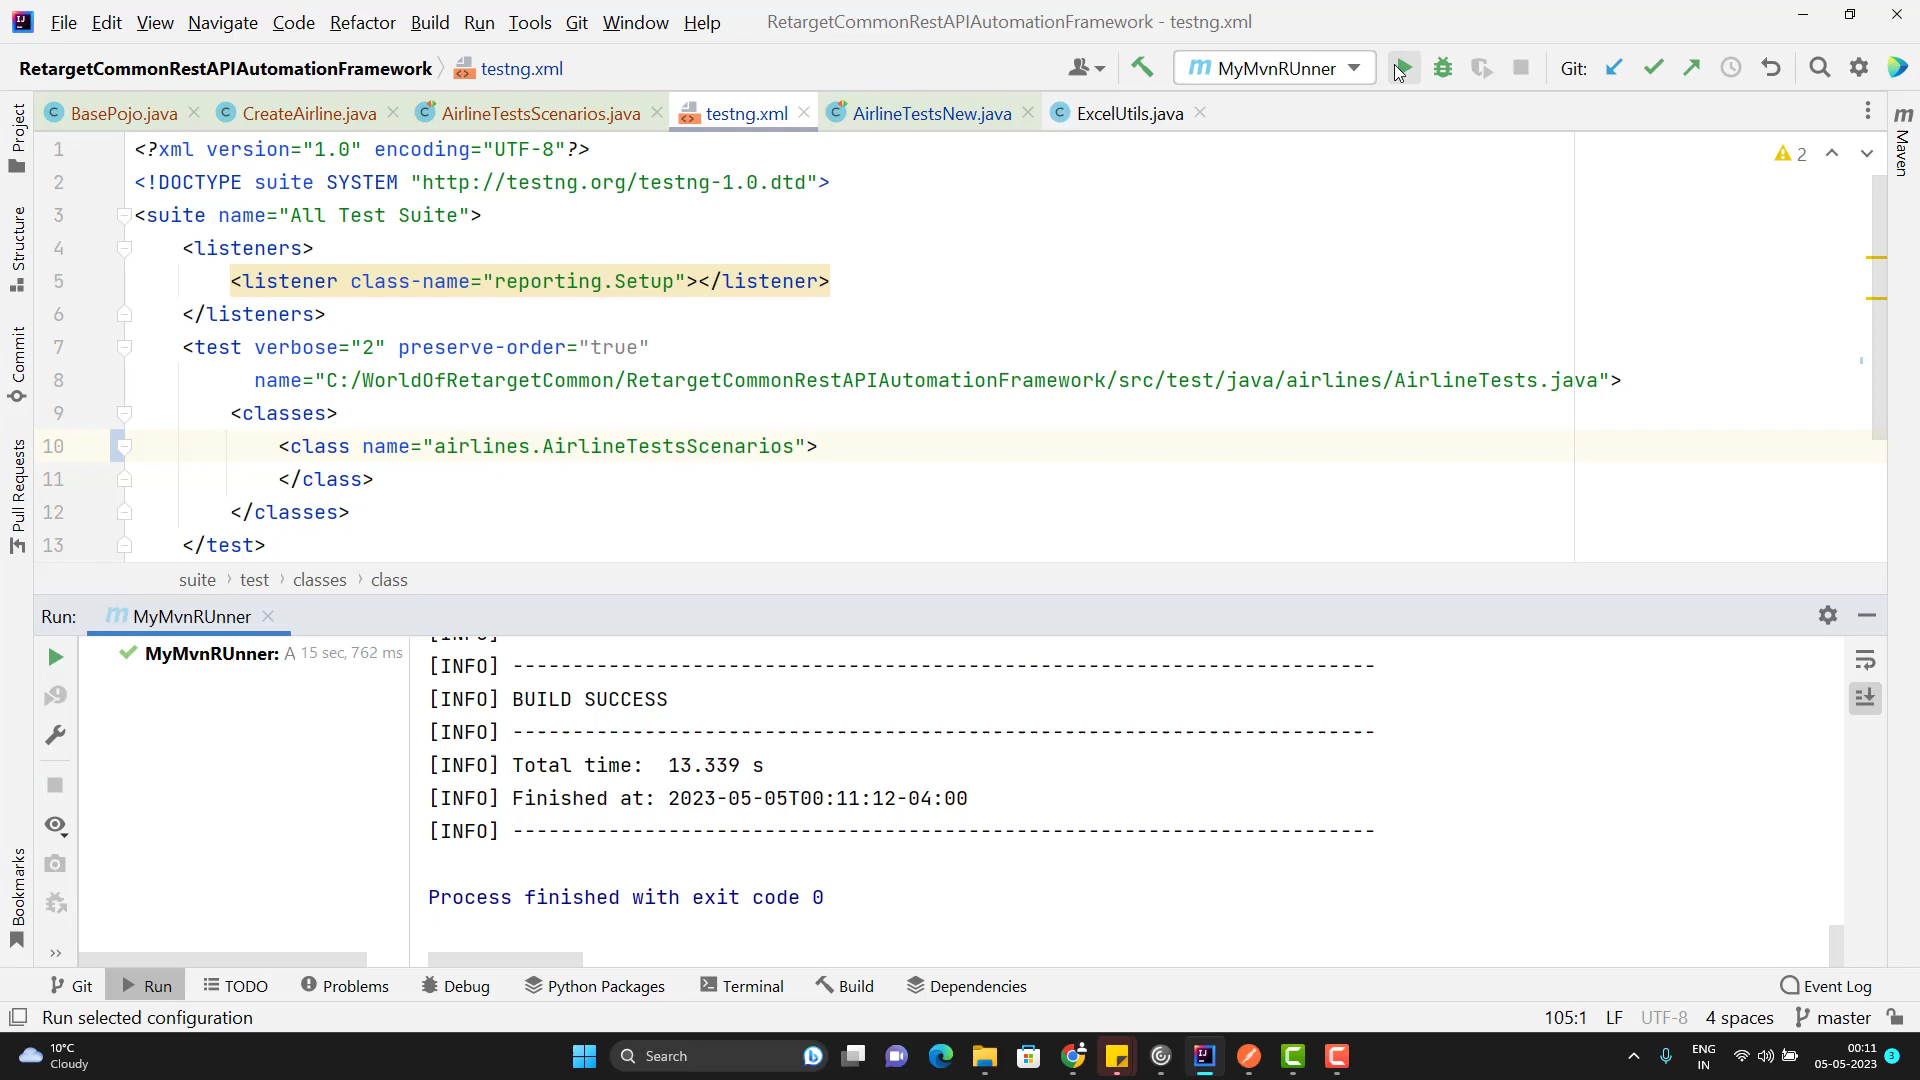 File Edit View Navigate Code Refactor Build Run Tools Git Window Help RetargetCommonRestAPIAutomationFramework - testng.xml
RetargetCommonRestAPIAutomationFramework testng.xml MyMvnRUnner Git:
BasePojo.java CreateAirline.java AirlineTestsScenarios.java testng.xml AirlineTestsNew.java ExcelUtils.java
Project
Structure
Commit
Pull Requests
Bookmarks
Maven
2
1 <?xml version="1.0" encoding="UTF-8"?>
2 <!DOCTYPE suite SYSTEM "http://testng.org/testng-1.0.dtd">
3 <suite name="All Test Suite">
4 <listeners>
5 <listener class-name="reporting.Setup"></listener>
6 </listeners>
7 <test verbose="2" preserve-order="true"
8 name="C:/WorldOfRetargetCommon/RetargetCommonRestAPIAutomationFramework/src/test/java/airlines/AirlineTests.java">
9 <classes>
10 <class name="airlines.AirlineTestsScenarios">
11 </class>
12 </classes>
13 </test>
suite › test › classes › class
Run: MyMvnRUnner
MyMvnRUnner: A 15 sec, 762 ms
[INFO]
[INFO] ------------------------------------------------------------------------
[INFO] BUILD SUCCESS
[INFO] ------------------------------------------------------------------------
[INFO] Total time:  13.339 s
[INFO] Finished at: 2023-05-05T00:11:12-04:00
[INFO] ------------------------------------------------------------------------
Process finished with exit code 0
Git Run TODO Problems Debug Python Packages Terminal Build Dependencies Event Log
Run selected configuration 105:1 LF UTF-8 4 spaces master
10°C
Cloudy
Search
ENG
IN
00:11
05-05-2023
3